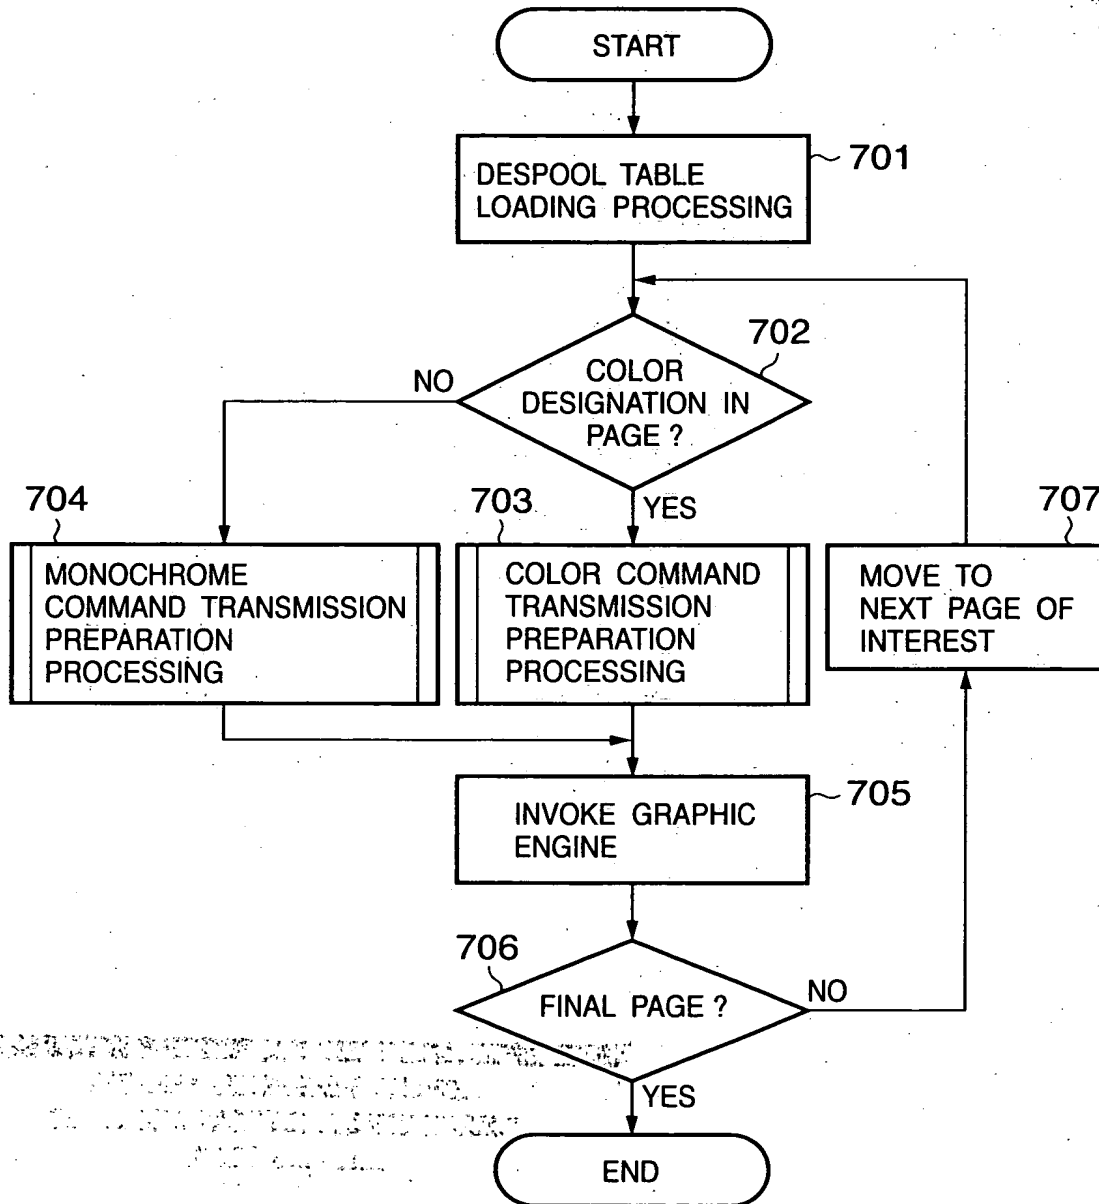 START
701
DESPOOL TABLE
LOADING PROCESSING
702
COLOR
DESIGNATION IN
PAGE ?
NO
YES
704
MONOCHROME
COMMAND TRANSMISSION
PREPARATION
PROCESSING
703
COLOR COMMAND
TRANSMISSION
PREPARATION
PROCESSING
707
MOVE TO
NEXT PAGE OF
INTEREST
705
INVOKE GRAPHIC
ENGINE
706
FINAL PAGE ?
NO
YES
END